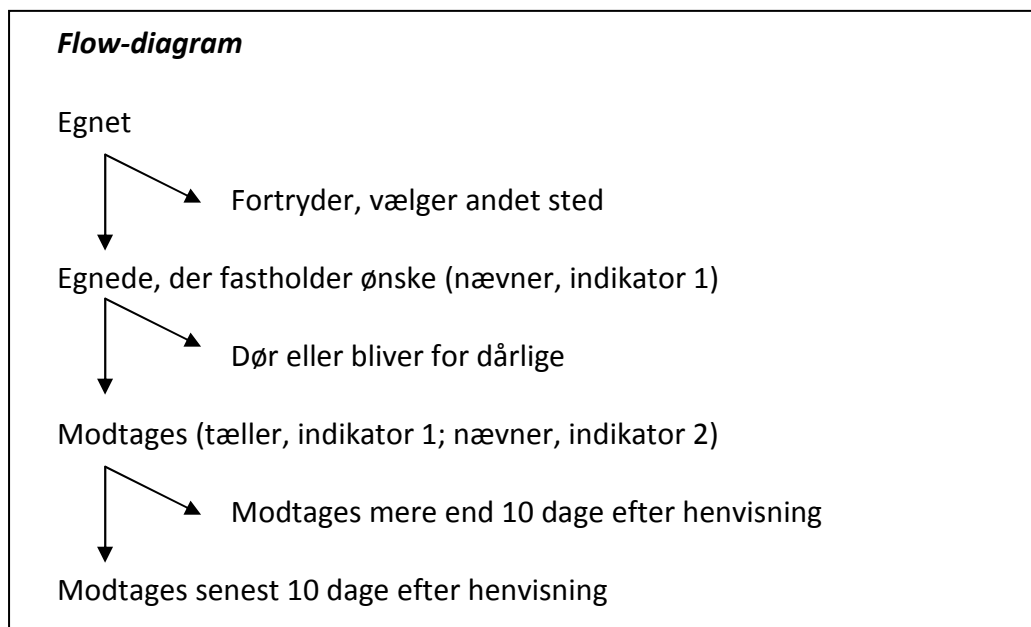 Flow-diagram
Egnet
Fortryder, vælger andet sted
Egnede, der fastholder ønske (nævner, indikator 1)
Dør eller bliver for dårlige
Modtages (tæller, indikator 1; nævner, indikator 2)
Modtages mere end 10 dage efter henvisning
Modtages senest 10 dage efter henvisning